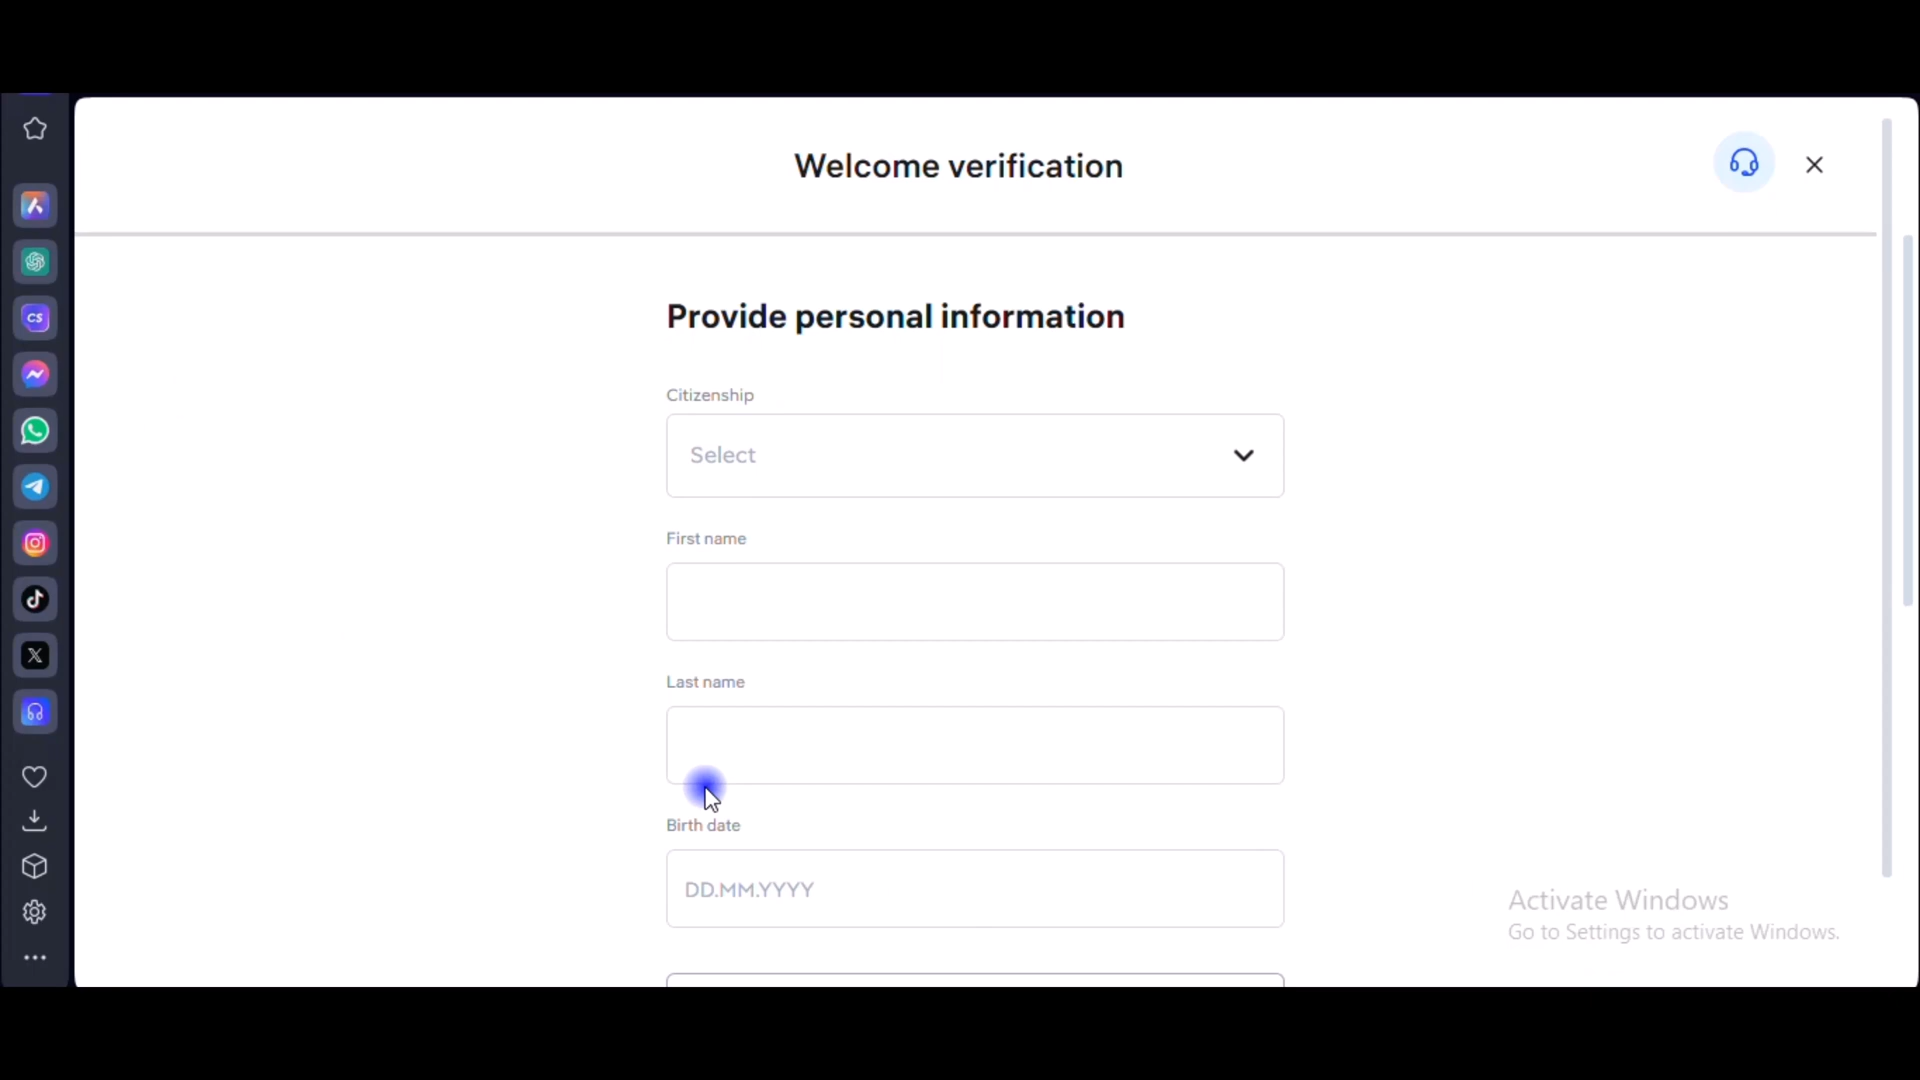 Welcome verification
Provide personal information
Citizenship
Select
First name
Last name
Birth date
DD.MM.YYYY
CS
Activate Windows
Go to Settings to activate Windows.